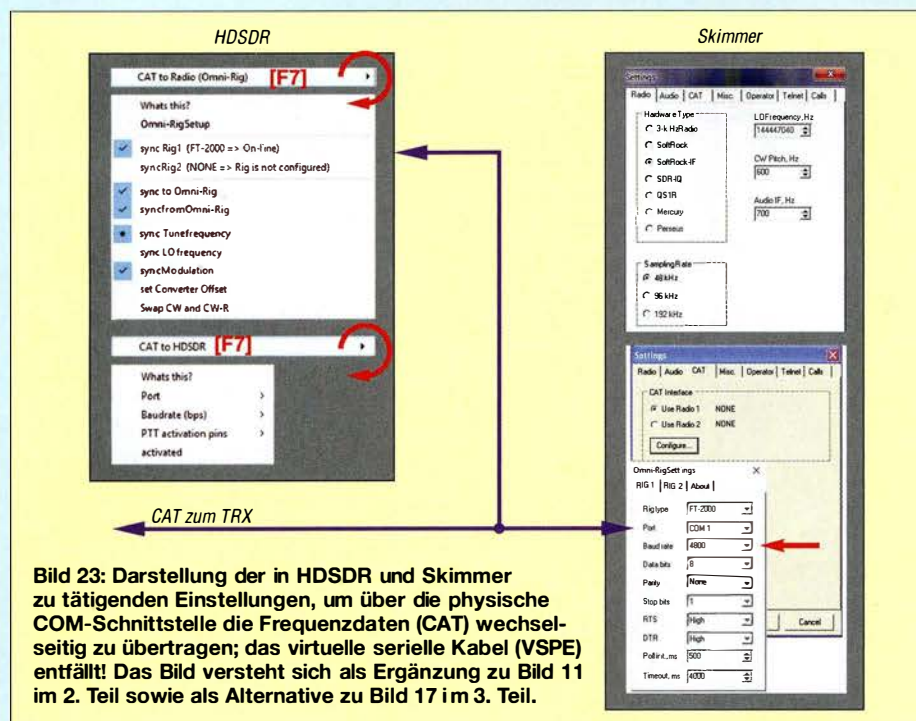 HDSDR
CAT to Radio (Omni-Rig) [F7]
Whats this?
Omni-RigSetup
sync Rig1 (FT-2000 => On-line)
syncRig2 (NONE => Rig is not configured)
sync to Omni-Rig
syncfromOmni-Rig
sync Tunefrequency
sync LOfrequency
syncModulation
set Converter Offset
Swap CW and CW-R
CAT to HDSDR [F7]
Whats this?
Port
Baudrate (bps)
PTT activation pins
activated
CAT zum TRX
Skimmer
Settings
Radio Audio CAT Misc. Operator Telnet Calls
Hardware Type
3-k HzRadio
SoftRock
SoftRock-IF
SDR-IQ
QS1R
Mercury
Perseus
LOFrequency,Hz
144447040
CW Pitch, Hz
600
Audio IF, Hz
700
SamplingRate
48 kHz
96 kHz
192 kHz
Settings
Radio Audio CAT Misc. Operator Telnet Calls
CAT Interface
Use Radio 1 NONE
Use Radio 2 NONE
Configure...
Omni-RigSettings
RIG 1 RIG 2 About
Rigtype FT-2000
Port COM 1
Baud rate 4800
Data bits 8
Parity None
Stop bits 1
RTS High
DTR High
Pollint.,ms 500
Timeout, ms 4000
Cancel
Bild 23: Darstellung der in HDSDR und Skimmer
zu tätigenden Einstellungen, um über die physische
COM-Schnittstelle die Frequenzdaten (CAT) wechsel-
seitig zu übertragen; das virtuelle serielle Kabel (VSPE)
entfällt! Das Bild versteht sich als Ergänzung zu Bild 11
im 2. Teil sowie als Alternative zu Bild 17 im 3. Teil.